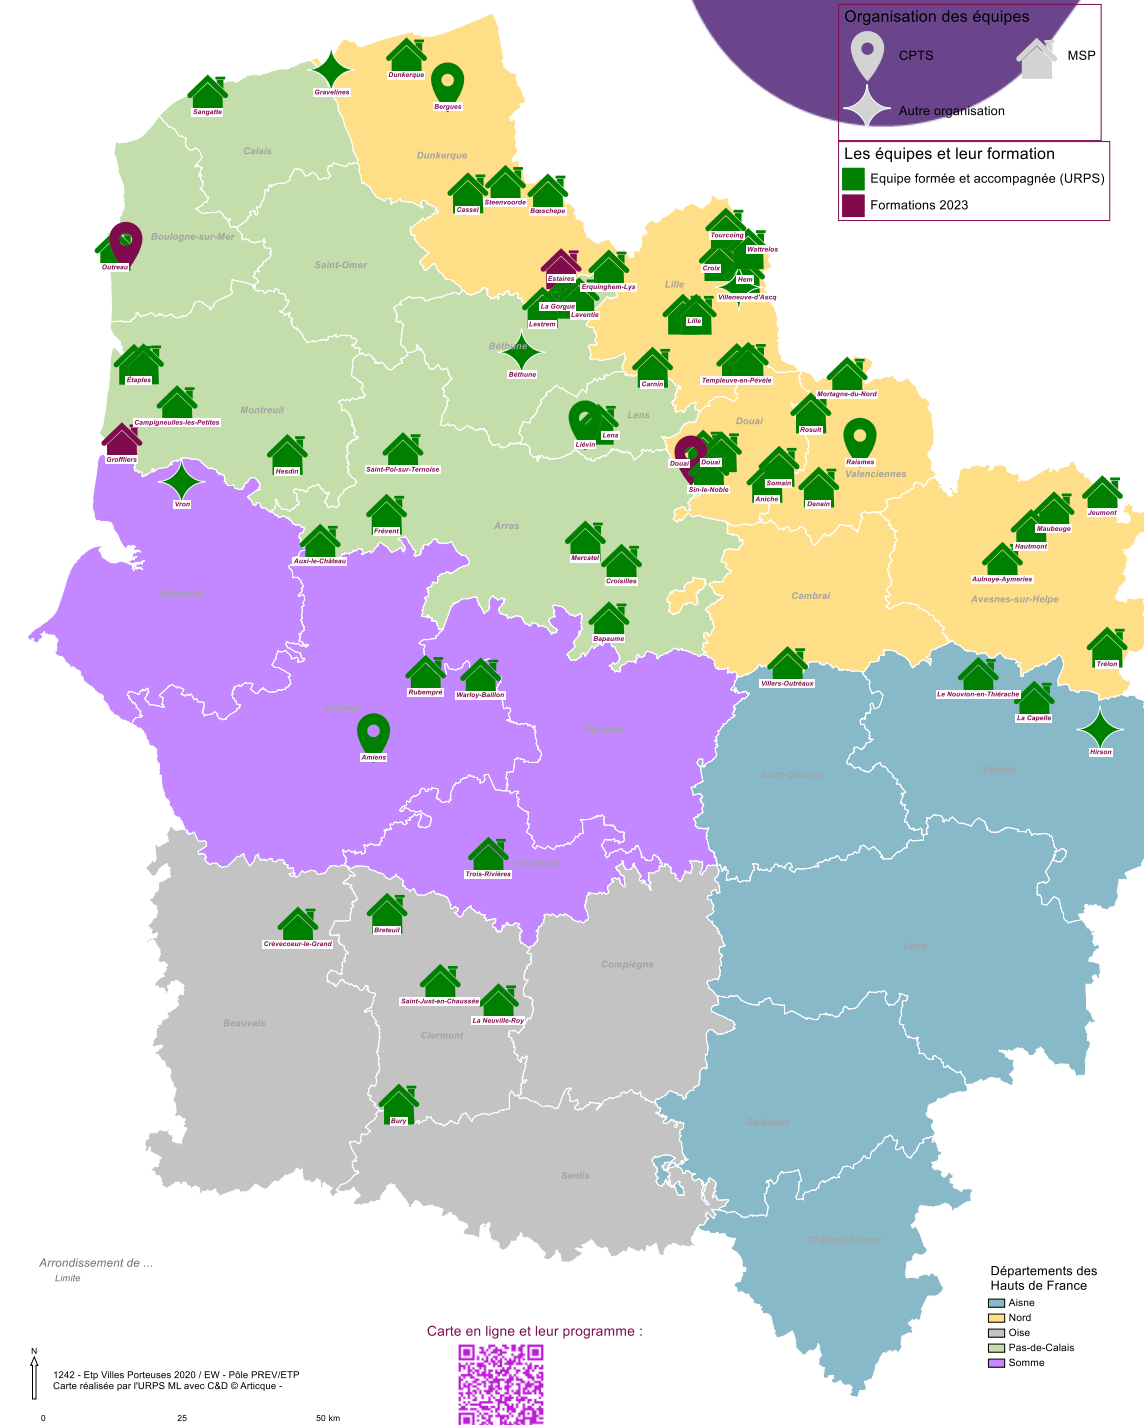 Organisation des équipes
CPTS
MSP
Autre organisation
Les équipes et leur formation
Equipe formée et accompagnée (URPS)
Formations 2023
Dunkerque
Gravelines
Bergues
Sangatte
Calais
Dunkerque
Cassel
Steenvoorde
Boeschepe
Tourcoing
Wattrelos
Boulogne-sur-Mer
Outreau
Saint-Omer
Croix
Hem
Estaires
Erquinghem-Lys
Lille
Villeneuve-d'Ascq
La Gorgue
Laventie
Lestrem
Lille
Béthune
Béthune
Étaples
Carnin
Templeuve-en-Pévèle
Mortagne-du-Nord
Campigneulles-les-Petites
Montreuil
Lens
Lens
Liévin
Douai
Rosult
Groffliers
Hesdin
Saint-Pol-sur-Ternoise
Douai
Douai
Raismes
Valenciennes
Somain
Sin-le-Noble
Aniche
Denain
Vron
Jeumont
Maubeuge
Frévent
Arras
Hautmont
Auxi-le-Château
Mercatel
Croisilles
Aulnoye-Aymeries
Abbeville
Cambrai
Avesnes-sur-Helpe
Bapaume
Trélon
Rubempré
Warloy-Baillon
Villers-Outréaux
Le Nouvion-en-Thiérache
La Capelle
Amiens
Péronne
Amiens
Hirson
Saint-Quentin
Vervins
Trois-Rivières
Montdidier
Breteuil
Crèvecoeur-le-Grand
Laon
Compiègne
Saint-Just-en-Chaussée
La Nouville-Roy
Beauvais
Clermont
Bury
Soissons
Senlis
Château-Thierry
Arrondissement de ...
Limite
Départements des
Hauts de France
Aisne
Nord
Oise
Pas-de-Calais
Somme
Carte en ligne et leur programme :
N
1242 - Etp Villes Porteuses 2020 / EW - Pôle PREV/ETP
Carte réalisée par l'URPS ML avec C&D © Articque -
0 25 50 km